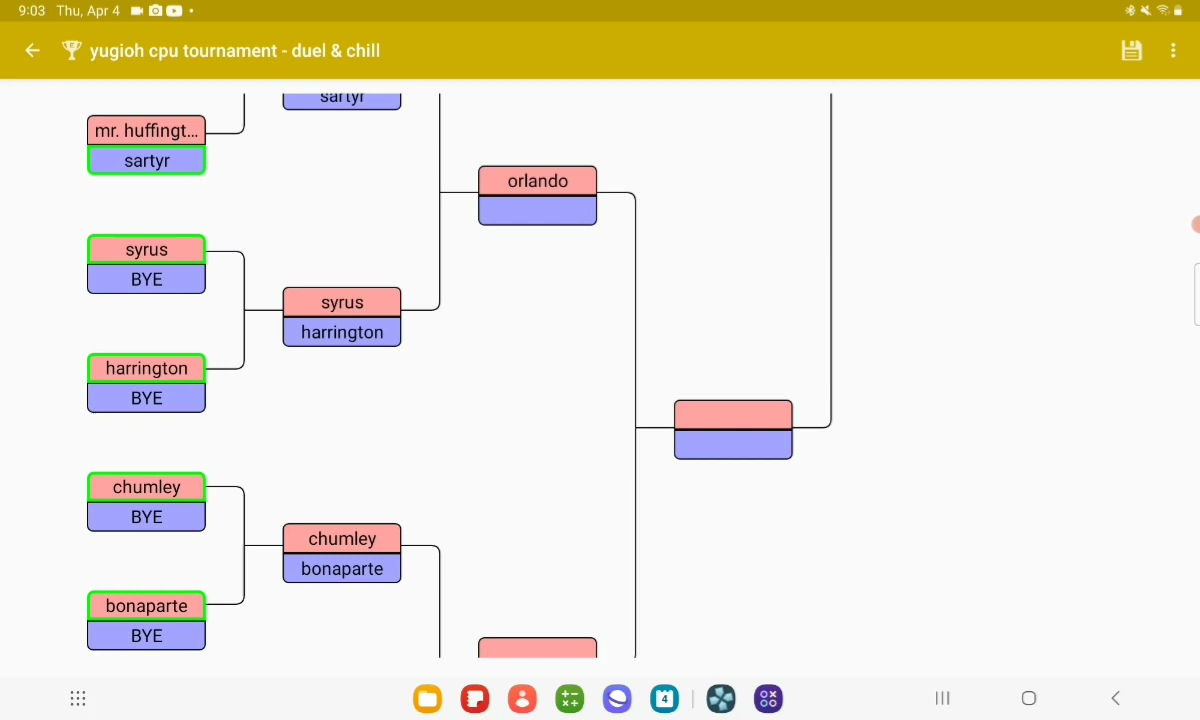 9:03 Thu, Apr 4
yugioh cpu tournament - duel & chill
sartyr
mr. huffingt...
sartyr
orlando
syrus
BYE
syrus
harrington
harrington
BYE
chumley
BYE
chumley
bonaparte
bonaparte
BYE
4